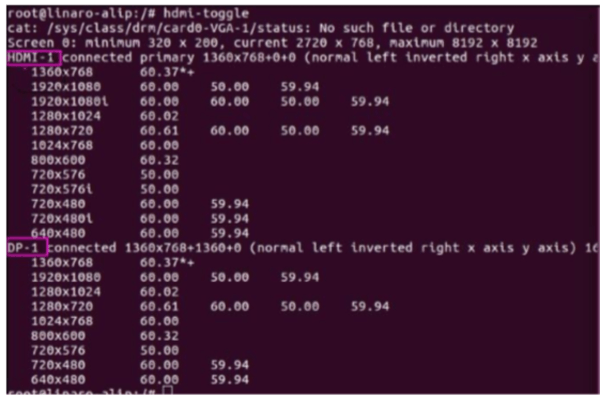 root@linaro-alip:/# hdmi-toggle
cat: /sys/class/drm/card0-VGA-1/status: No such file or directory
Screen 0: minimum 320 x 200, current 2720 x 768, maximum 8192 x 8192
HDMI-1 connected primary 1360x768+0+0 (normal left inverted right x axis y a
1360x768 60.37*+
1920x1080 60.00 50.00 59.94
1920x1080i 60.00 60.00 50.00 59.94
1280x1024 60.02
1280x720 60.61 60.00 50.00 59.94
1024x768 60.00
800x600 60.32
720x576 50.00
720x576i 50.00
720x480 60.00 59.94
720x480i 60.00 59.94
640x480 60.00 59.94
DP-1 connected 1360x768+1360+0 (normal left inverted right x axis y axis) 16
1360x768 60.37*+
1920x1080 60.00 50.00 59.94
1280x1024 60.02
1280x720 60.61 60.00 50.00 59.94
1024x768 60.00
800x600 60.32
720x576 50.00
720x480 60.00 59.94
640x480 60.00 59.94
root@linaro-alip:/#